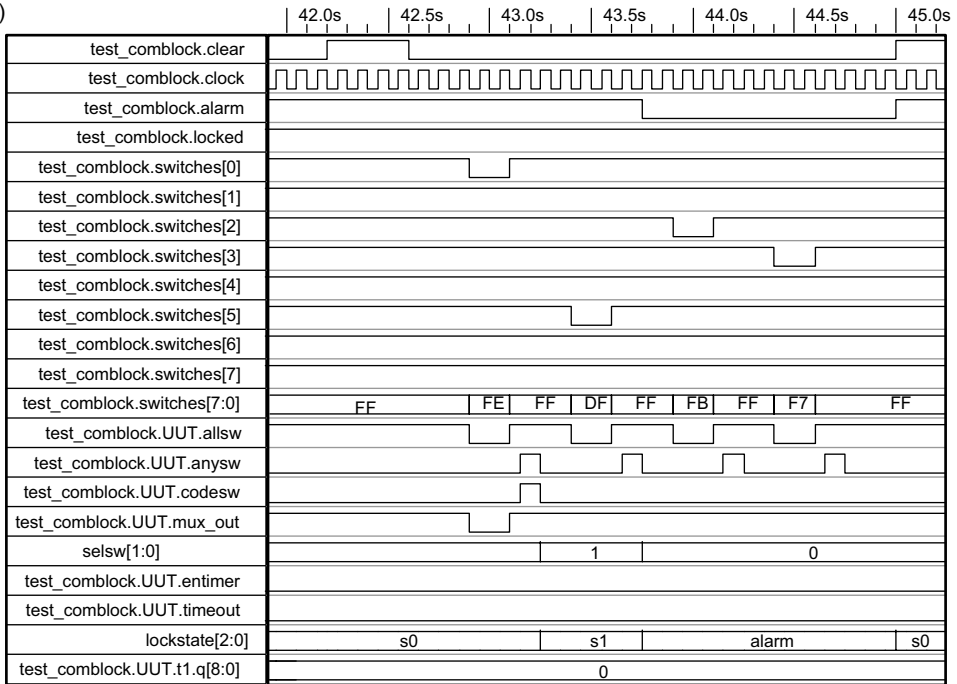 )
42.0s 42.5s 43.0s 43.5s 44.0s 44.5s 45.0s
test_comblock.clear
test_comblock.clock
test_comblock.alarm
test_comblock.locked
test_comblock.switches[0]
test_comblock.switches[1]
test_comblock.switches[2]
test_comblock.switches[3]
test_comblock.switches[4]
test_comblock.switches[5]
test_comblock.switches[6]
test_comblock.switches[7]
test_comblock.switches[7:0] FF FE FF DF FF FB FF F7 FF
test_comblock.UUT.allsw
test_comblock.UUT.anysw
test_comblock.UUT.codesw
test_comblock.UUT.mux_out
selsw[1:0] 1 0
test_comblock.UUT.entimer
test_comblock.UUT.timeout
lockstate[2:0] s0 s1 alarm s0
test_comblock.UUT.t1.q[8:0] 0